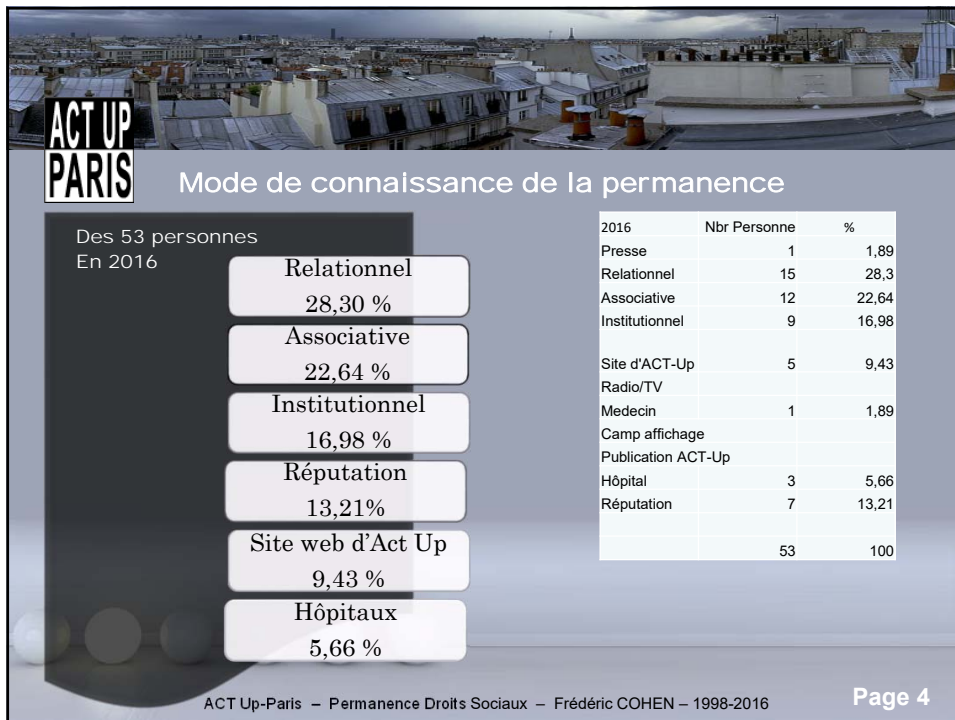 ACT UP
PARIS
Mode de connaissance de la permanence
Des 53 personnes
En 2016
Relationnel
28,30 %
Associative
22,64 %
Institutionnel
16,98 %
Réputation
13,21%
Site web d’Act Up
9,43 %
Hôpitaux
5,66 %
2016 Nbr Personne %
Presse 1 1,89
Relationnel 15 28,3
Associative 12 22,64
Institutionnel 9 16,98
Site d'ACT-Up 5 9,43
Radio/TV
Medecin 1 1,89
Camp affichage
Publication ACT-Up
Hôpital 3 5,66
Réputation 7 13,21
53 100
ACT Up-Paris – Permanence Droits Sociaux – Frédéric COHEN – 1998-2016
Page 4